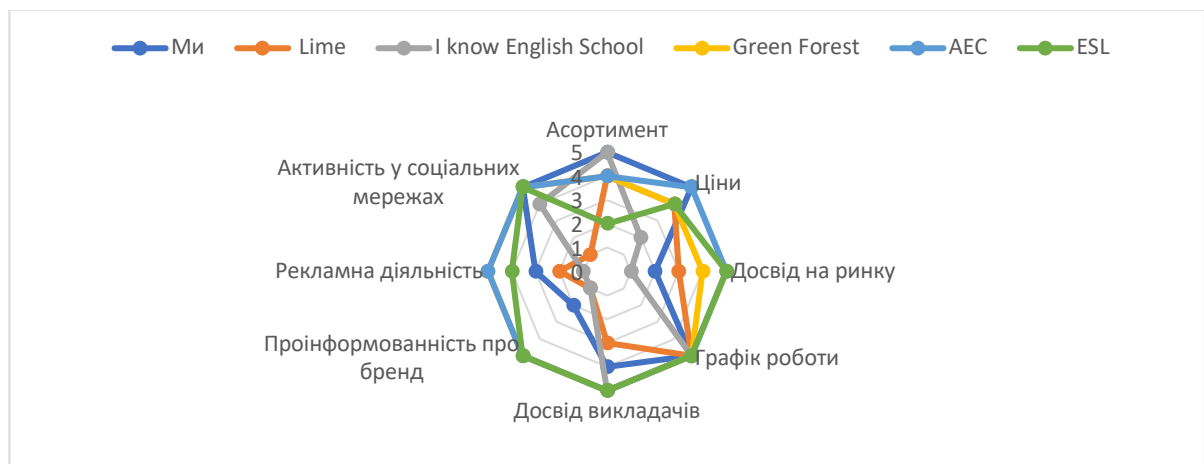 Ми Lime I know English School Green Forest AEC ESL
Асортимент
Активність у соціальних
мережах
Ціни
5
4
3
2
1
0
Рекламна діяльність
Досвід на ринку
Проінформованність про
бренд
Графік роботи
Досвід викладачів